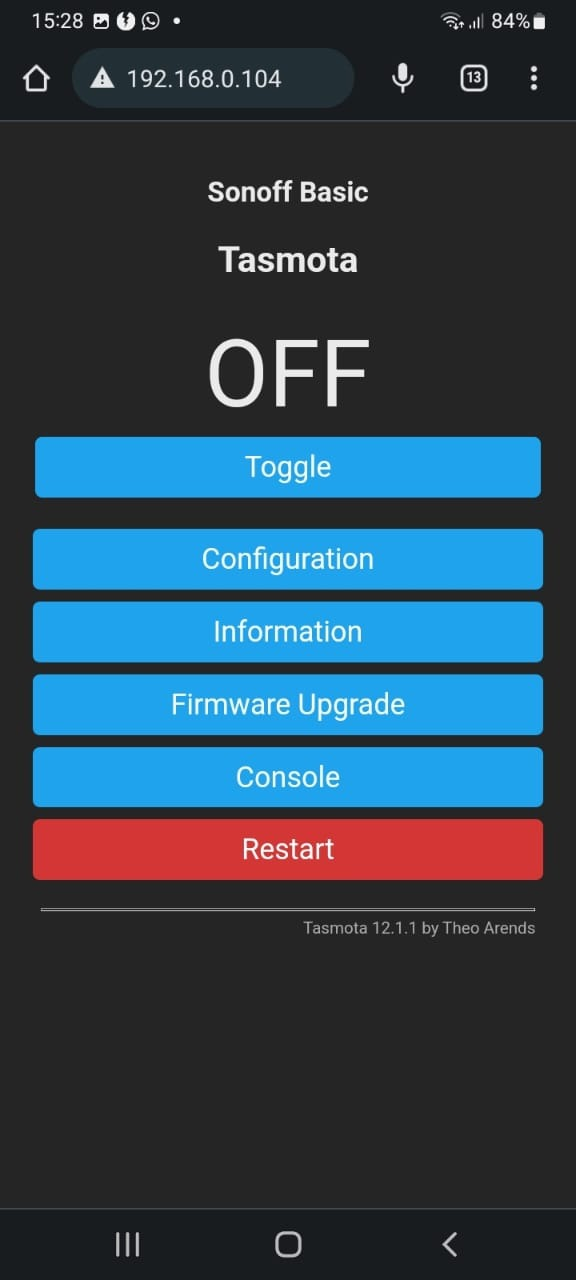 15:28 84%
192.168.0.104 13
Sonoff Basic
Tasmota
OFF
Toggle
Configuration
Information
Firmware Upgrade
Console
Restart
Tasmota 12.1.1 by Theo Arends